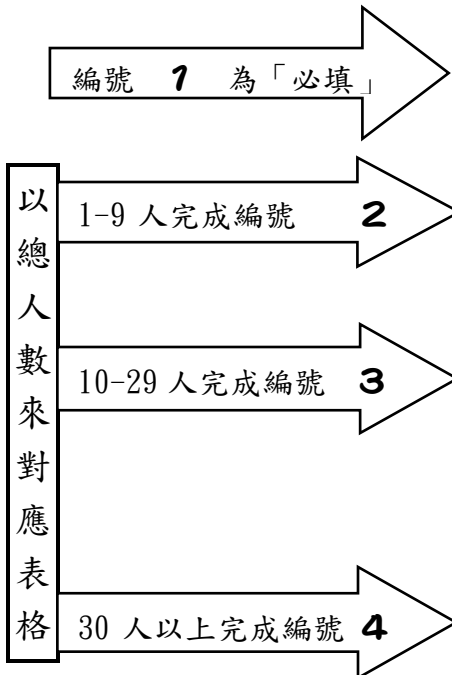 編號 1 為「必填」
以總人數來對應表格
1-9 人完成編號 2
10-29 人完成編號 3
30 人以上完成編號 4